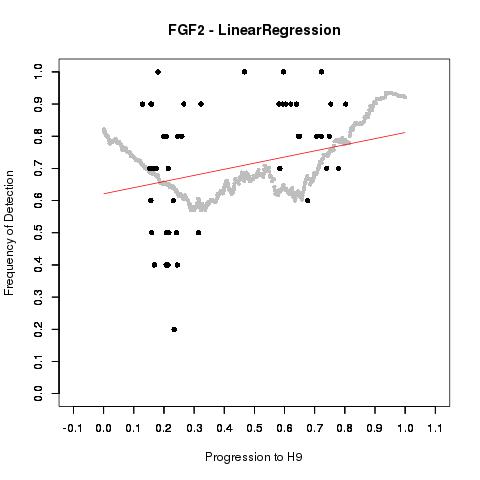 FGF2 - LinearRegression
Frequency of Detection
1.0
0.9
0.8
0.7
0.6
0.5
0.4
0.3
0.2
0.1
0.0
-0.1 0.0 0.1 0.2 0.3 0.4 0.5 0.6 0.7 0.8 0.9 1.0 1.1
Progression to H9